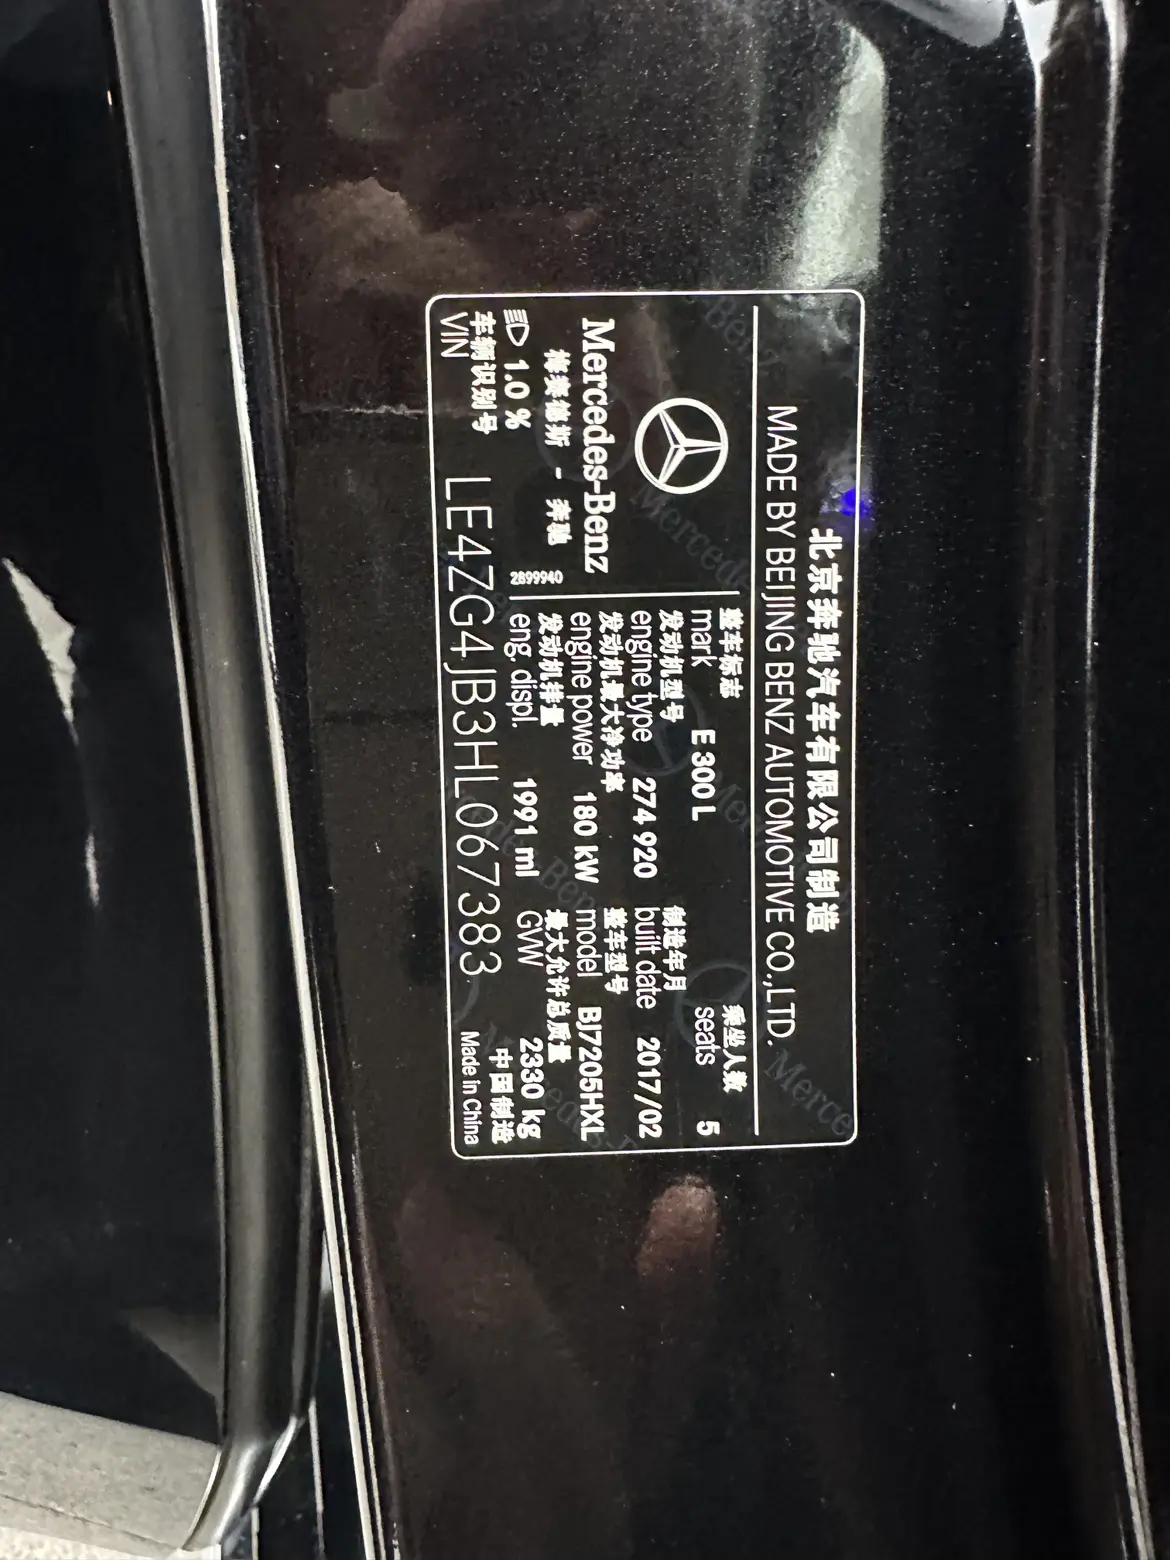 北京奔驰汽车有限公司制造
MADE BY BEIJING BENZ AUTOMOTIVE CO.,LTD.
Mercedes-Benz
梅赛德斯 - 奔驰
2899940
1.0 %
整车标志
mark E 300 L
乘坐人数
seats 5
发动机型号
engine type 274 920
制造年月
built date 2017/02
发动机最大净功率
engine power 180 kW
整车型号
model BJ7205HXL
发动机排量
eng. displ. 1991 ml
最大允许总质量
GW 2330 kg
车辆识别号
VIN LE4ZG4JB3HL067383
中国制造
Made in China